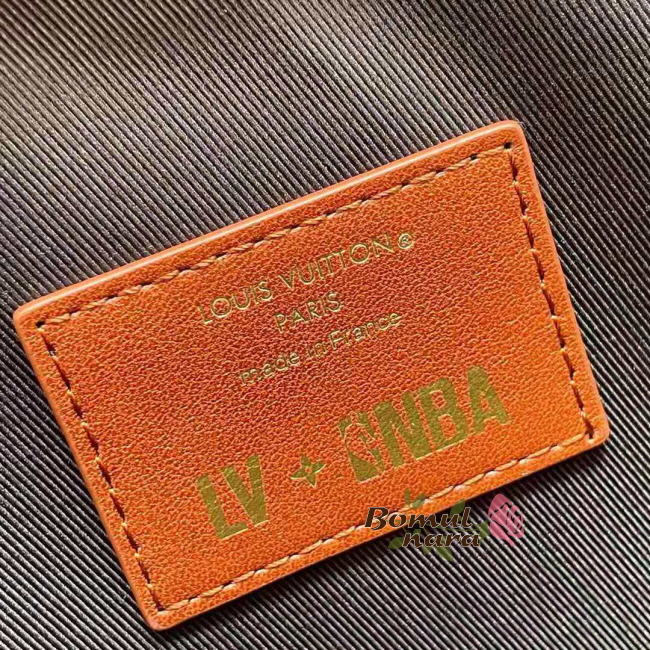 LOUIS VUITTON®
PARIS
made in France
LV NBA
Bomul
nara